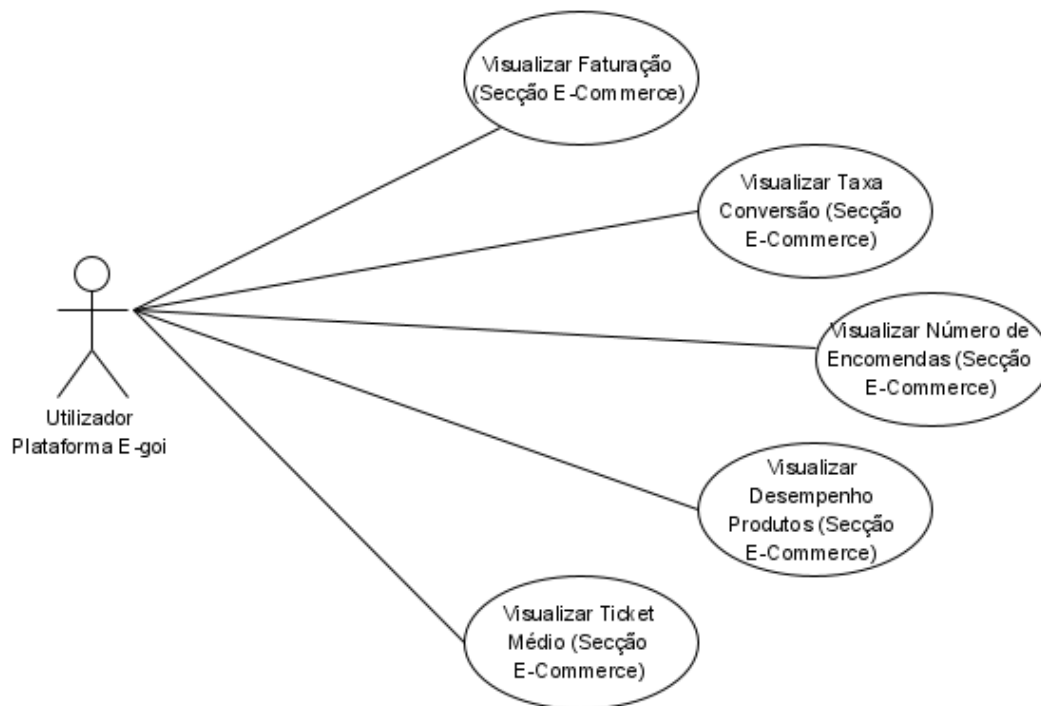 Visualizar Faturação
(Secção E-Commerce)
Visualizar Taxa
Conversão (Secção
E-Commerce)
Visualizar Número de
Encomendas (Secção
E-Commerce)
Utilizador
Plataforma E-goi
Visualizar
Desempenho
Produtos (Secção
E-Commerce)
Visualizar Ticket
Médio (Secção
E-Commerce)